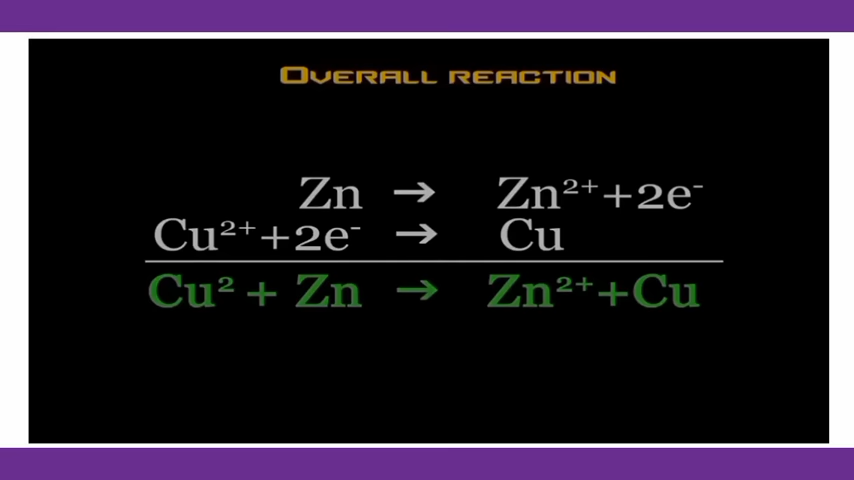 OVERALL REACTION
Zn → Zn²⁺+2e⁻
Cu²⁺+2e⁻ → Cu
Cu² + Zn → Zn²⁺+Cu